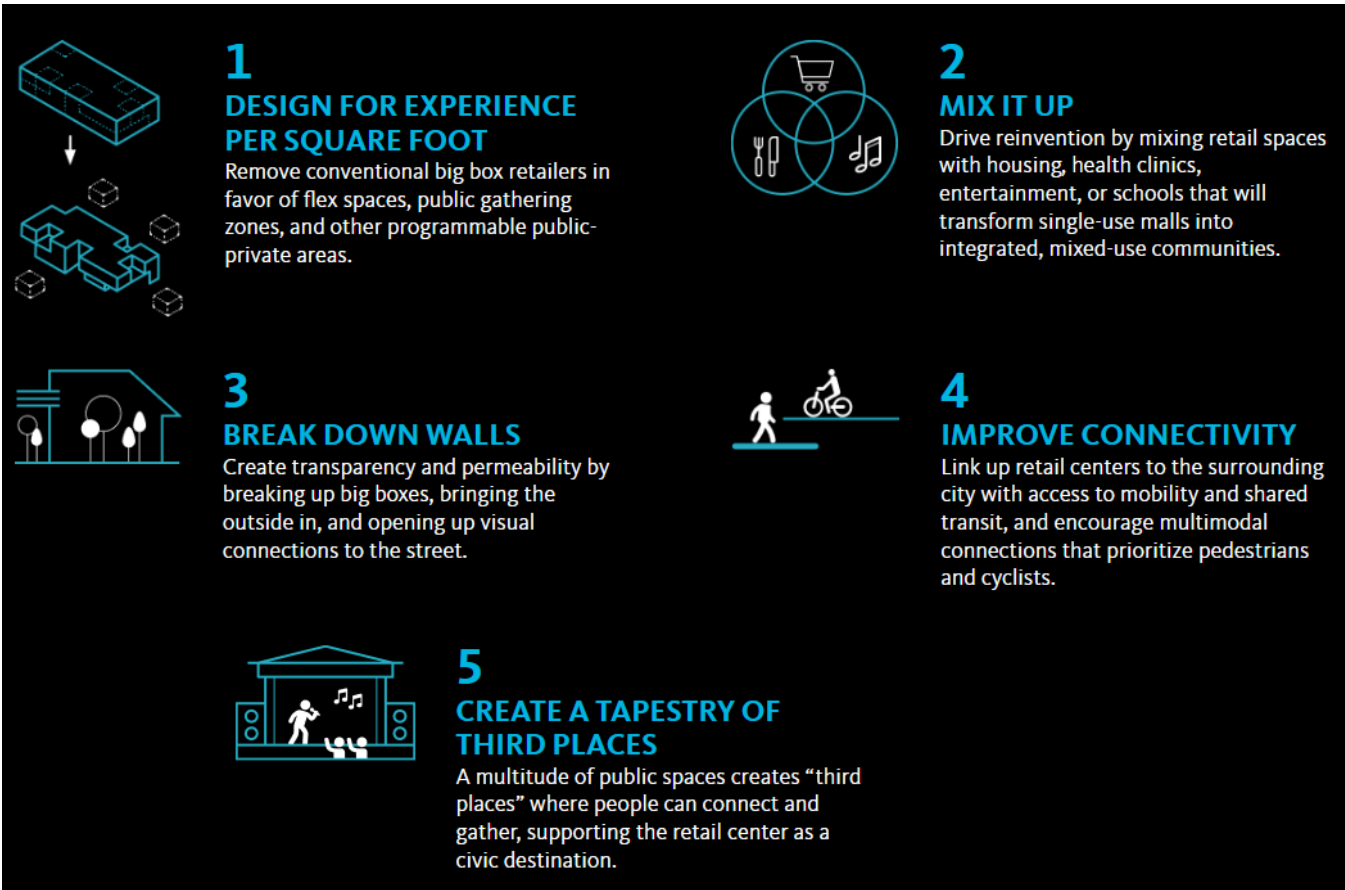 1
DESIGN FOR EXPERIENCE
PER SQUARE FOOT
Remove conventional big box retailers in
favor of flex spaces, public gathering
zones, and other programmable public-
private areas.
2
MIX IT UP
Drive reinvention by mixing retail spaces
with housing, health clinics,
entertainment, or schools that will
transform single-use malls into
integrated, mixed-use communities.
3
BREAK DOWN WALLS
Create transparency and permeability by
breaking up big boxes, bringing the
outside in, and opening up visual
connections to the street.
4
IMPROVE CONNECTIVITY
Link up retail centers to the surrounding
city with access to mobility and shared
transit, and encourage multimodal
connections that prioritize pedestrians
and cyclists.
5
CREATE A TAPESTRY OF
THIRD PLACES
A multitude of public spaces creates “third
places” where people can connect and
gather, supporting the retail center as a
civic destination.